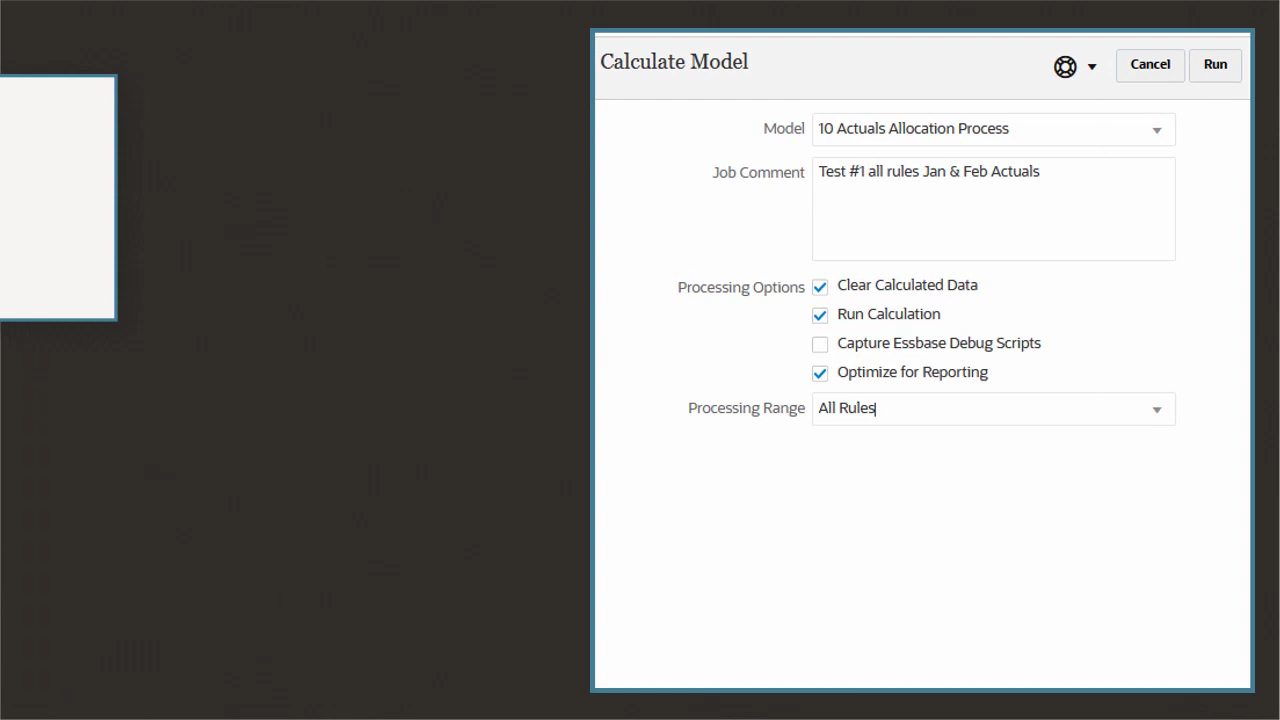 Calculate Model
Cancel
Run
Model
10 Actuals Allocation Process
Job Comment
Test #1 all rules Jan & Feb Actuals
Processing Options
Clear Calculated Data
Run Calculation
Capture Essbase Debug Scripts
Optimize for Reporting
Processing Range
All Rules